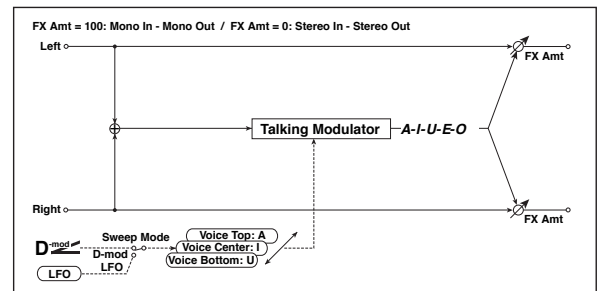 FX Amt = 100: Mono In - Mono Out / FX Amt = 0: Stereo In - Stereo Out
Left
FX Amt
Talking Modulator
A-I-U-E-O
Right
FX Amt
D-mod
Sweep Mode
D-mod
LFO
LFO
Voice Top: A
Voice Center: I
Voice Bottom: U